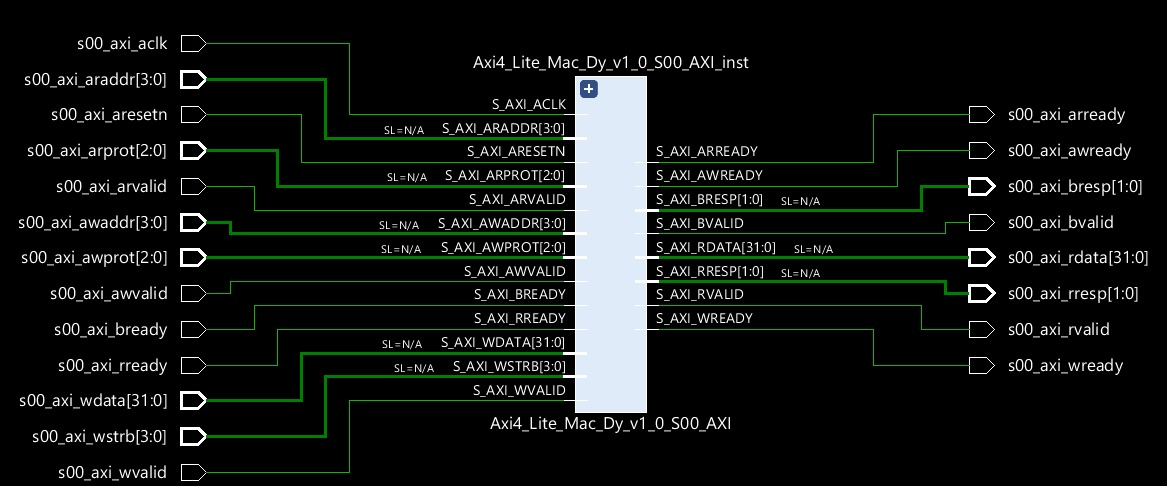 s00_axi_aclk
s00_axi_araddr[3:0]
s00_axi_aresetn
s00_axi_arprot[2:0]
s00_axi_arvalid
s00_axi_awaddr[3:0]
s00_axi_awprot[2:0]
s00_axi_awvalid
s00_axi_bready
s00_axi_rready
s00_axi_wdata[31:0]
s00_axi_wstrb[3:0]
s00_axi_wvalid
Axi4_Lite_Mac_Dy_v1_0_S00_AXI_inst
S_AXI_ACLK
SL=N/A S_AXI_ARADDR[3:0]
S_AXI_ARESETN
SL=N/A S_AXI_ARPROT[2:0]
S_AXI_ARVALID
SL=N/A S_AXI_AWADDR[3:0]
SL=N/A S_AXI_AWPROT[2:0]
S_AXI_AWVALID
S_AXI_BREADY
S_AXI_RREADY
SL=N/A S_AXI_WDATA[31:0]
SL=N/A S_AXI_WSTRB[3:0]
S_AXI_WVALID
S_AXI_ARREADY
S_AXI_AWREADY
S_AXI_BRESP[1:0] SL=N/A
S_AXI_BVALID
S_AXI_RDATA[31:0] SL=N/A
S_AXI_RRESP[1:0] SL=N/A
S_AXI_RVALID
S_AXI_WREADY
Axi4_Lite_Mac_Dy_v1_0_S00_AXI
s00_axi_arready
s00_axi_awready
s00_axi_bresp[1:0]
s00_axi_bvalid
s00_axi_rdata[31:0]
s00_axi_rresp[1:0]
s00_axi_rvalid
s00_axi_wready